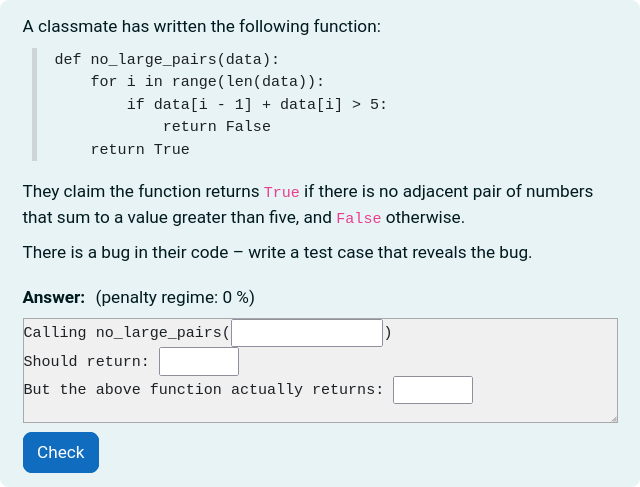 A classmate has written the following function:
def no_large_pairs(data):
    for i in range(len(data)):
        if data[i - 1] + data[i] > 5:
            return False
    return True
They claim the function returns True if there is no adjacent pair of numbers
that sum to a value greater than five, and False otherwise.
There is a bug in their code – write a test case that reveals the bug.
Answer: (penalty regime: 0 %)
Calling no_large_pairs( )
Should return:
But the above function actually returns:
Check